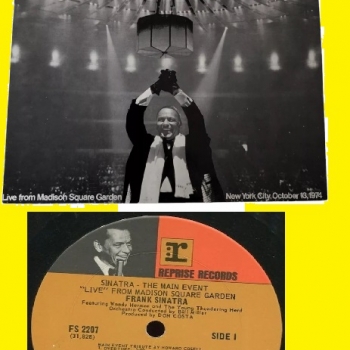 Live from Madison Square Garden
New York City, October 13, 1974
r
REPRISE RECORDS
SINATRA - THE MAIN EVENT
"LIVE" FROM MADISON SQUARE GARDEN
FRANK SINATRA
Featuring Woody Herman and The Young Thundering Herd
Orchestra Conducted by Bill Miller
Produced by DON COSTA
FS 2207
(31,626)
SIDE 1